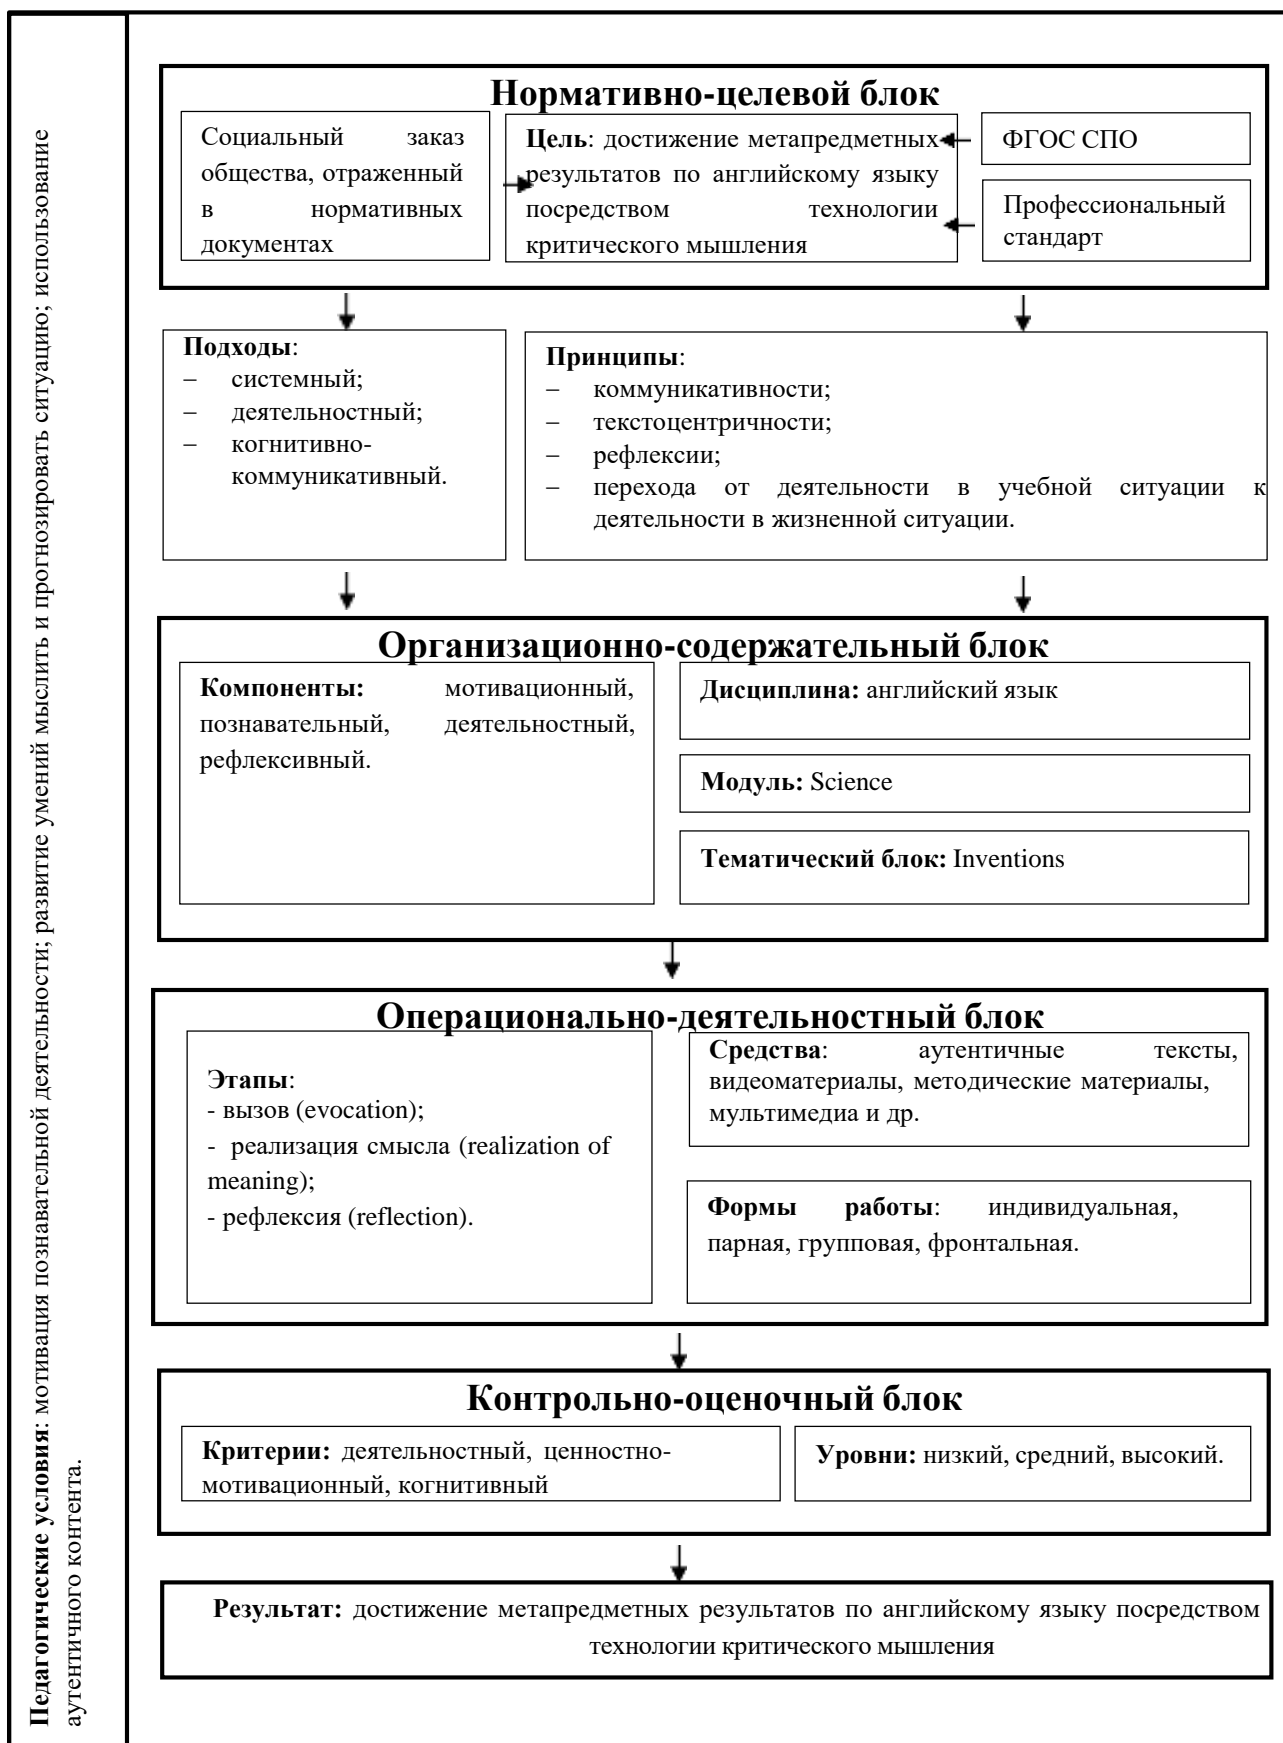 Педагогические условия: мотивация познавательной деятельности; развитие умений мыслить и прогнозировать ситуацию; использование
аутентичного контента.
Нормативно-целевой блок
Социальный заказ
общества, отраженный
в нормативных
документах
Цель: достижение метапредметных
результатов по английскому языку
посредством технологии
критического мышления
ФГОС СПО
Профессиональный
стандарт
Подходы:
– системный;
– деятельностный;
– когнитивно-
коммуникативный.
Принципы:
– коммуникативности;
– текстоцентричности;
– рефлексии;
– перехода от деятельности в учебной ситуации к
деятельности в жизненной ситуации.
Организационно-содержательный блок
Компоненты: мотивационный,
познавательный, деятельностный,
рефлексивный.
Дисциплина: английский язык
Модуль: Science
Тематический блок: Inventions
Операционально-деятельностный блок
Этапы:
- вызов (evocation);
- реализация смысла (realization of
meaning);
- рефлексия (reflection).
Средства: аутентичные тексты,
видеоматериалы, методические материалы,
мультимедиа и др.
Формы работы: индивидуальная,
парная, групповая, фронтальная.
Контрольно-оценочный блок
Критерии: деятельностный, ценностно-
мотивационный, когнитивный
Уровни: низкий, средний, высокий.
Результат: достижение метапредметных результатов по английскому языку посредством
технологии критического мышления